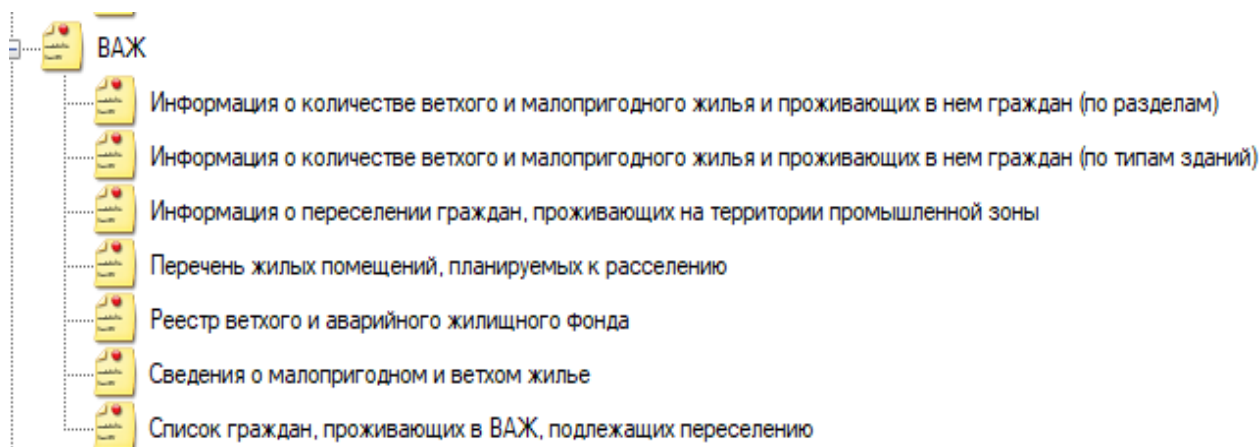 ВАЖ
Информация о количестве ветхого и малопригодного жилья и проживающих в нем граждан (по разделам)
Информация о количестве ветхого и малопригодного жилья и проживающих в нем граждан (по типам зданий)
Информация о переселении граждан, проживающих на территории промышленной зоны
Перечень жилых помещений, планируемых к расселению
Реестр ветхого и аварийного жилищного фонда
Сведения о малопригодном и ветхом жилье
Список граждан, проживающих в ВАЖ, подлежащих переселению